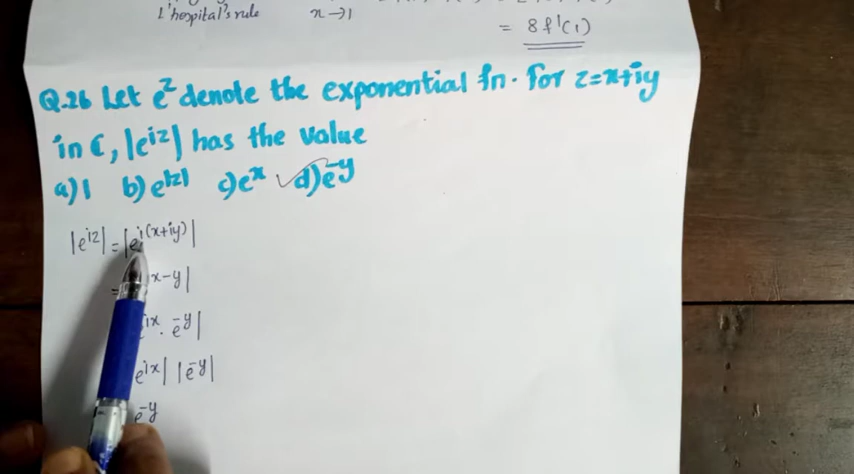 L'hospital's rule x→1
= 8f'(1)
Q.26 Let e^z denote the exponential fn. For z=x+iy
in C, |e^iz| has the value
a) 1 b) e^|z| c) e^x ✓d) e^-y
|e^iz| = |e^i(x+iy)|
= x-y|
e^ix . e^-y|
e^ix| |e^-y|
e^-y